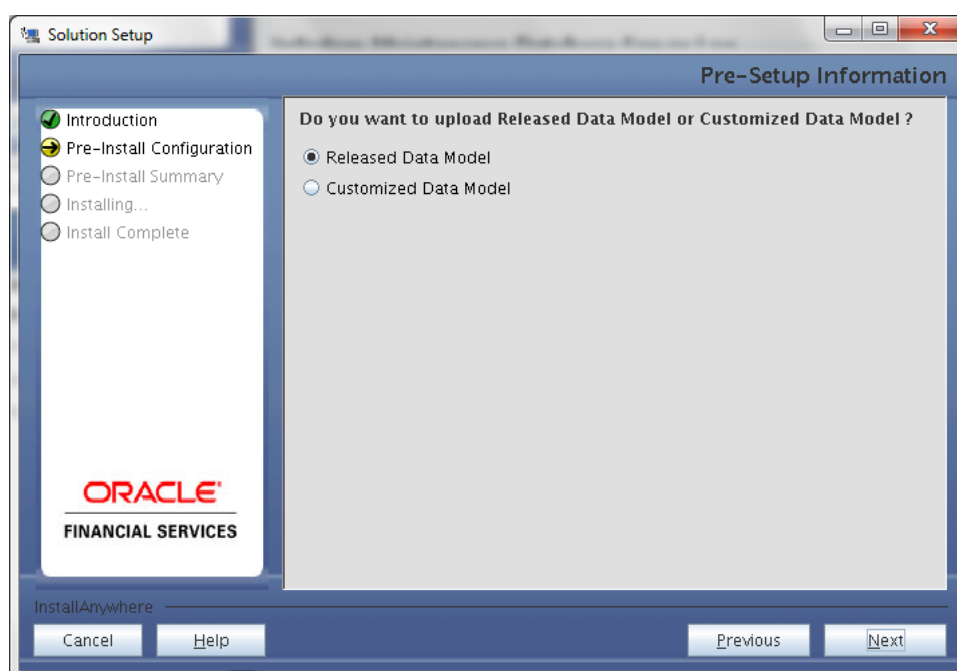 Solution Setup
Pre-Setup Information
Introduction
Pre-Install Configuration
Pre-Install Summary
Installing...
Install Complete
Do you want to upload Released Data Model or Customized Data Model ?
Released Data Model
Customized Data Model
ORACLE'
FINANCIAL SERVICES
InstallAnywhere
Cancel
Help
Previous
Next